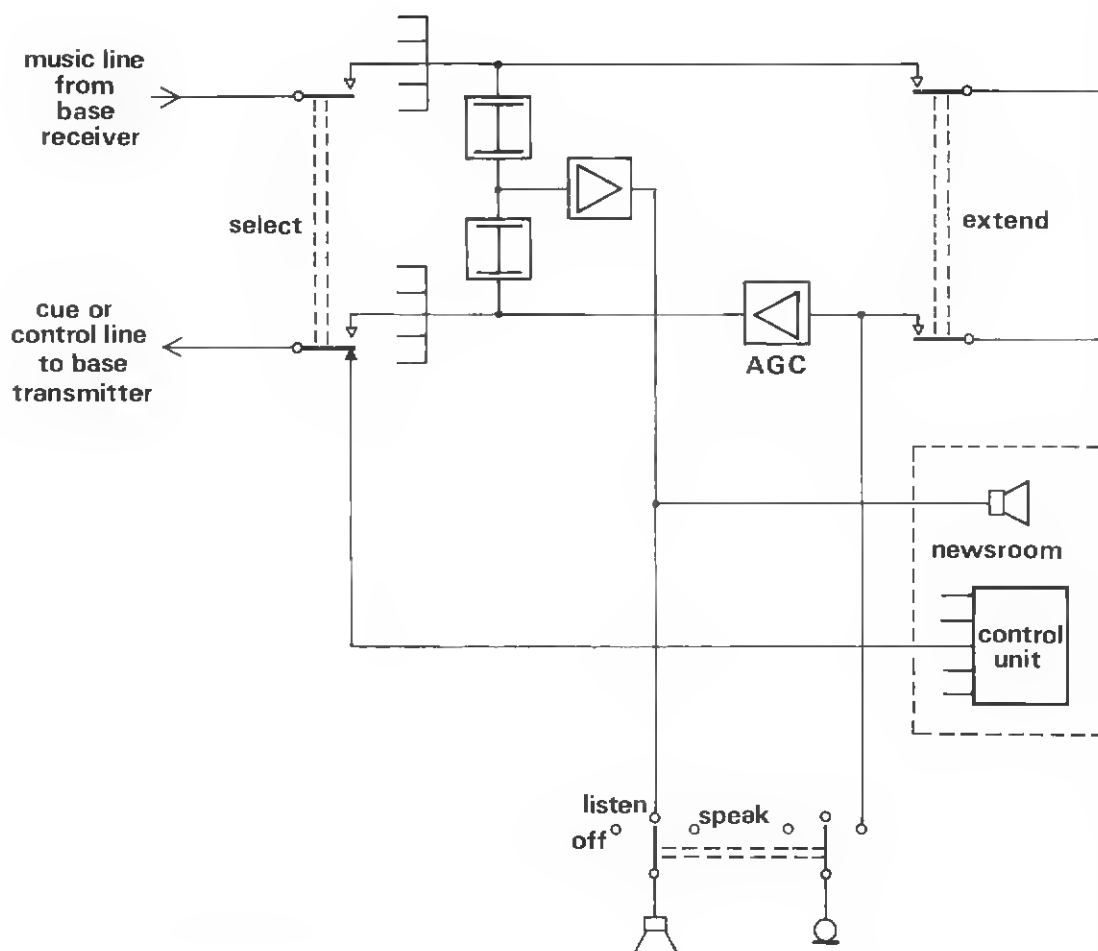 music line
from
base
receiver
select
extend
cue or
control line
to base
transmitter
AGC
newsroom
control
unit
listen
speak
off